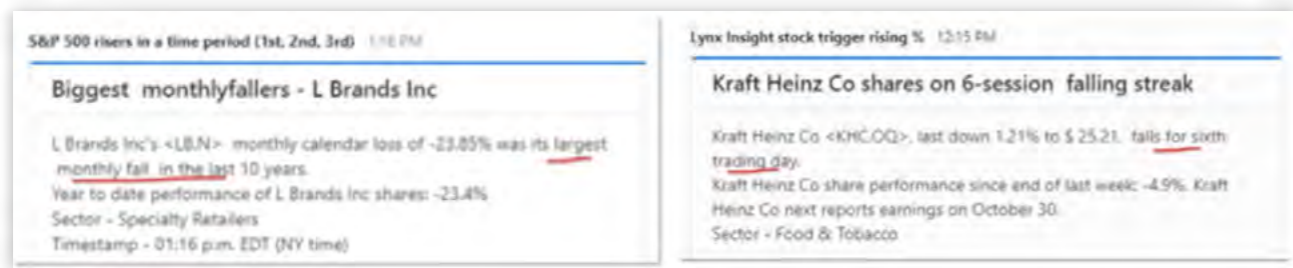 S&P 500 risers in a time period (1st, 2nd, 3rd) 1:16 PM
Biggest monthlyfallers - L Brands Inc
L Brands Inc's <LB.N> monthly calendar loss of -23.85% was its largest
monthly fall in the last 10 years.
Year to date performance of L Brands Inc shares: -23.4%
Sector - Specialty Retailers
Timestamp - 01:16 p.m. EDT (NY time)
Lynx Insight stock trigger rising % 12:15 PM
Kraft Heinz Co shares on 6-session falling streak
Kraft Heinz Co <KHC.OQ>, last down 1.21% to $ 25.21, falls for sixth
trading day.
Kraft Heinz Co share performance since end of last week: -4.9%. Kraft
Heinz Co next reports earnings on October 30.
Sector - Food & Tobacco